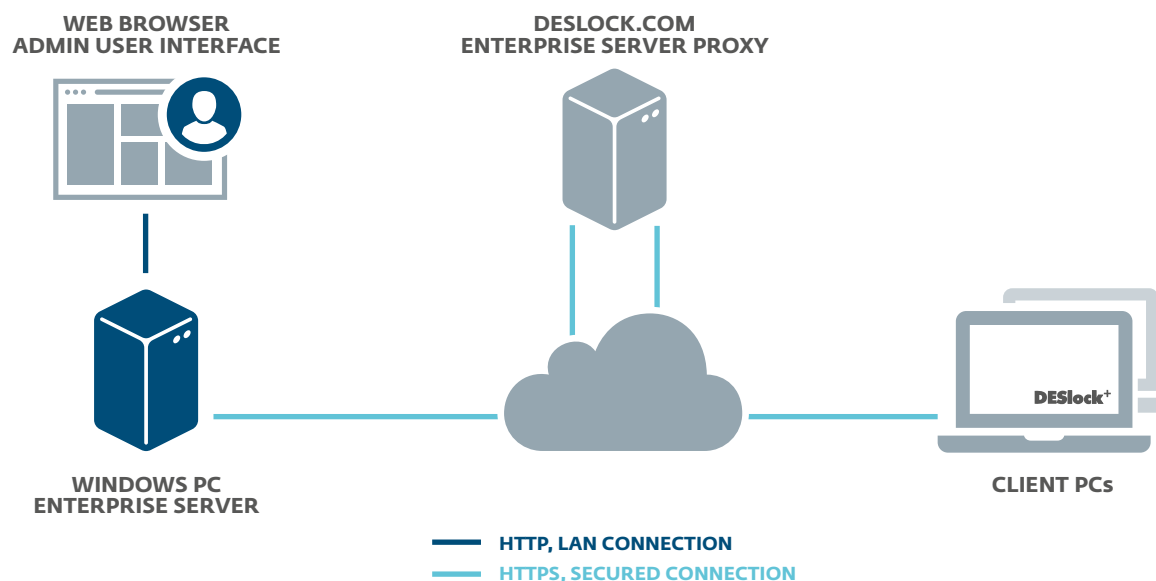 WEB BROWSER
ADMIN USER INTERFACE
DESLOCK.COM
ENTERPRISE SERVER PROXY
DESlock+
WINDOWS PC
ENTERPRISE SERVER
CLIENT PCs
HTTP, LAN CONNECTION
HTTPS, SECURED CONNECTION